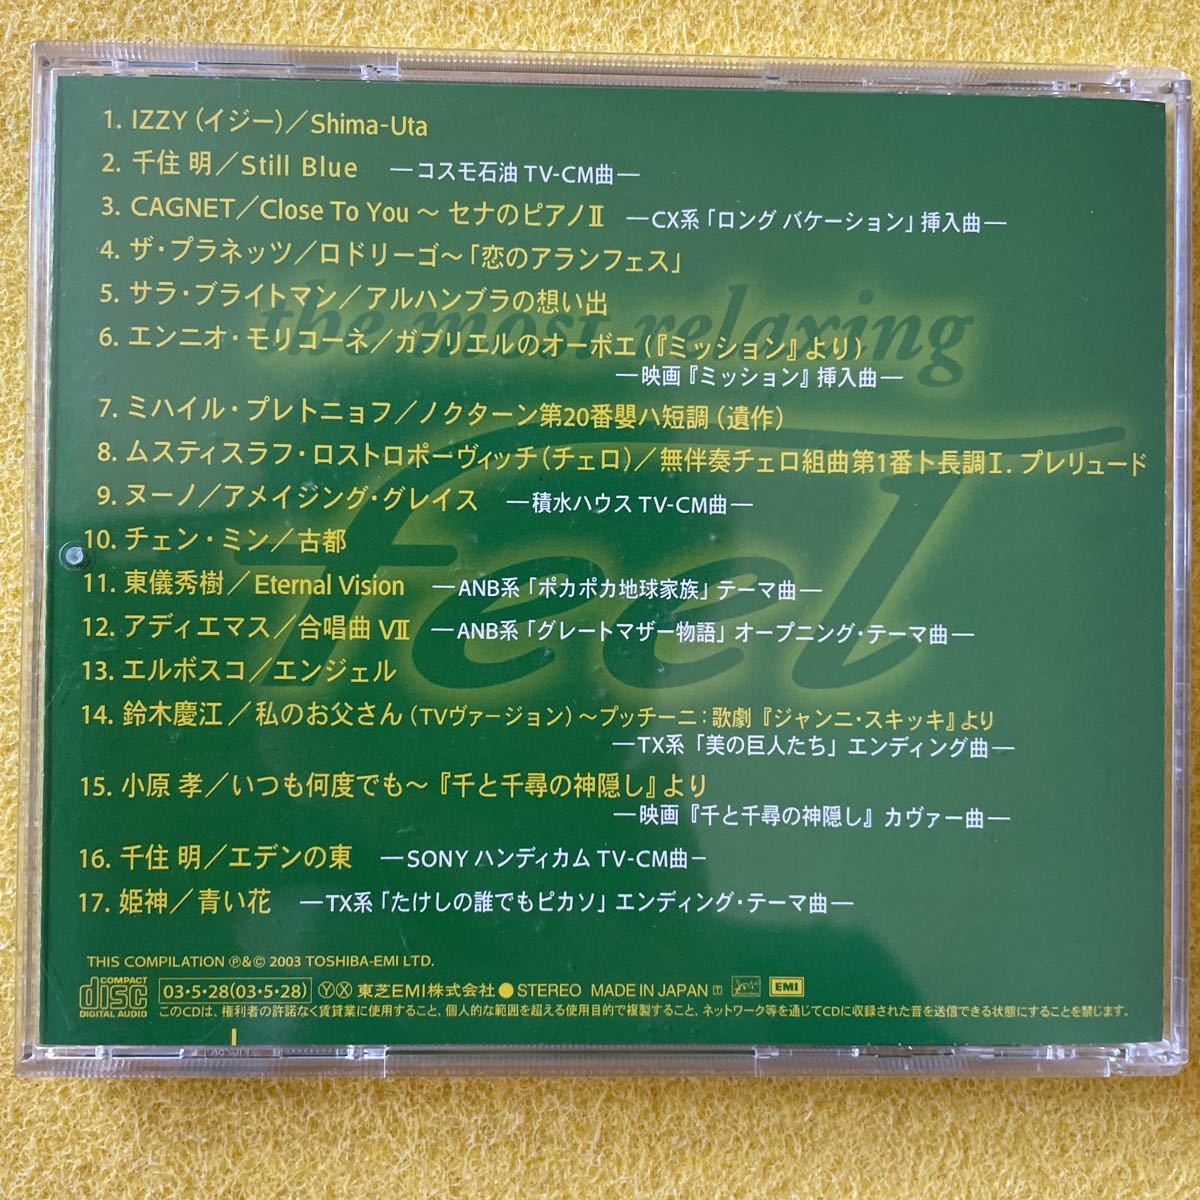 1. IZZY（イジー）／Shima-Uta
2. 千住 明／Still Blue —コスモ石油 TV-CM曲—
3. CAGNET／Close To You ～ セナのピアノⅡ —CX系「ロング バケーション」挿入曲—
4. ザ・プラネッツ／ロドリーゴ～「恋のアランフェス」
5. サラ・ブライトマン／アルハンブラの想い出
the most relaxing
6. エンニオ・モリコーネ／ガブリエルのオーボエ（『ミッション』より）
—映画『ミッション』挿入曲—
7. ミハイル・プレトニョフ／ノクターン第20番嬰ハ短調（遺作）
8. ムスティスラフ・ロストロポーヴィッチ（チェロ）／無伴奏チェロ組曲第1番ト長調Ⅰ. プレリュード
9. ヌーノ／アメイジング・グレイス —積水ハウス TV-CM曲—
feel
10. チェン・ミン／古都
11. 東儀秀樹／Eternal Vision —ANB系「ポカポカ地球家族」テーマ曲—
12. アディエマス／合唱曲 Ⅶ —ANB系「グレートマザー物語」オープニング・テーマ曲—
13. エルボスコ／エンジェル
14. 鈴木慶江／私のお父さん（TVヴァージョン）～プッチーニ：歌劇『ジャンニ・スキッキ』より
—TX系「美の巨人たち」エンディング曲—
15. 小原 孝／いつも何度でも～『千と千尋の神隠し』より
—映画『千と千尋の神隠し』カヴァー曲—
16. 千住 明／エデンの東 —SONY ハンディカム TV-CM曲—
17. 姫神／青い花 —TX系「たけしの誰でもピカソ」エンディング・テーマ曲—
THIS COMPILATION ℗&© 2003 TOSHIBA-EMI LTD.
COMPACT disc DIGITAL AUDIO
03・5・28(03・5・28) ⓎⓍ 東芝EMI株式会社 ●STEREO MADE IN JAPAN 🅃 EMI
このCDは、権利者の許諾なく賃貸業に使用すること、個人的な範囲を超える使用目的で複製すること、ネットワーク等を通じてCDに収録された音を送信できる状態にすることを禁じます。